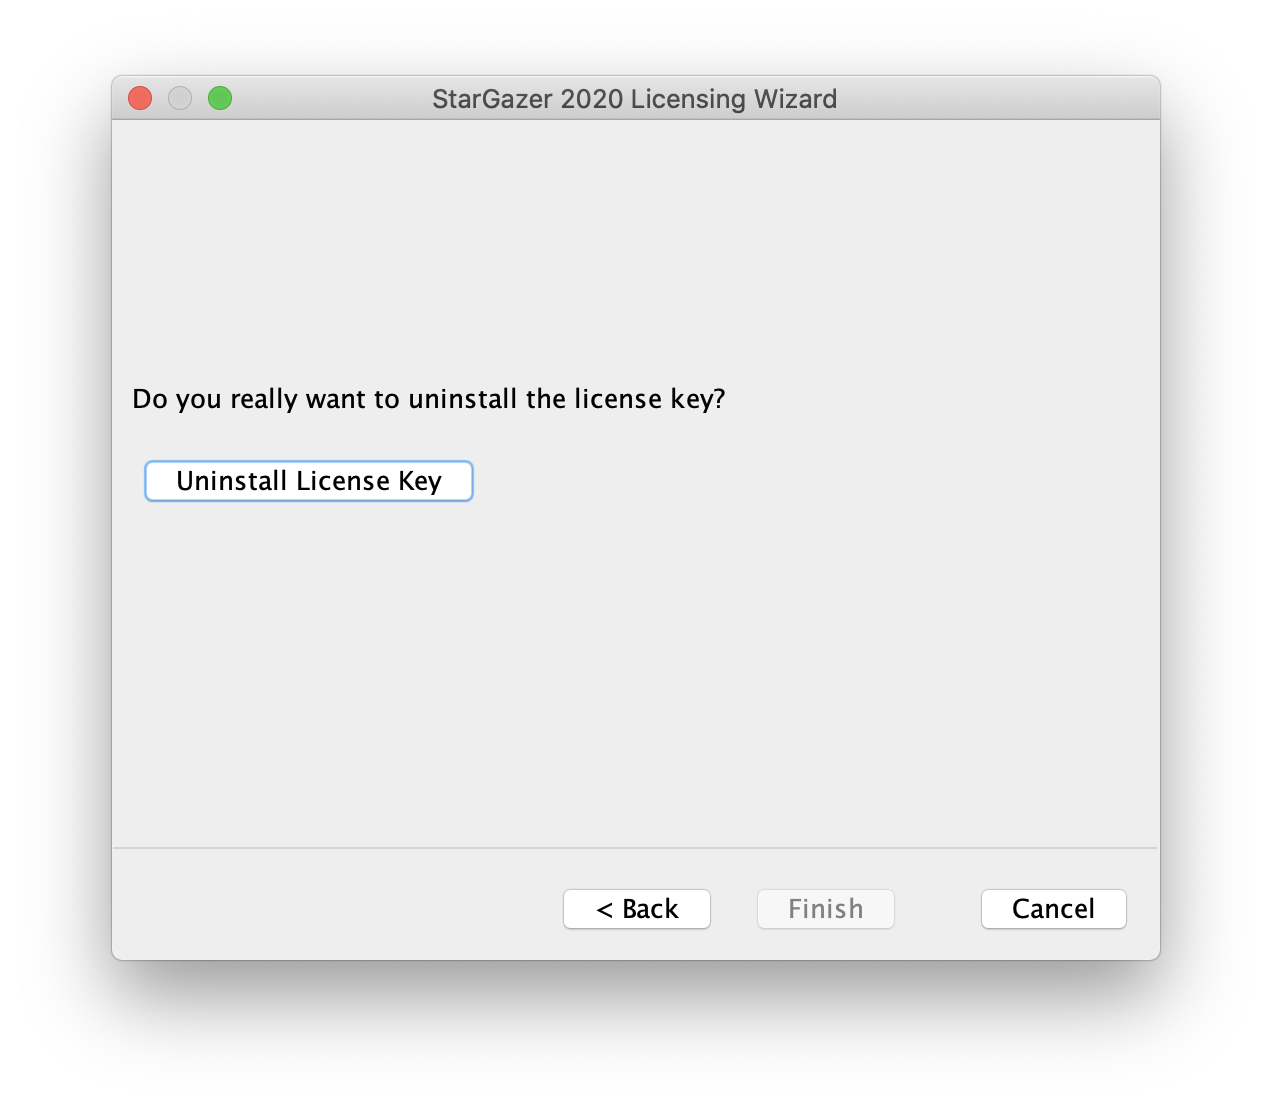 StarGazer 2020 Licensing Wizard
Do you really want to uninstall the license key?
Uninstall License Key
< Back
Finish
Cancel